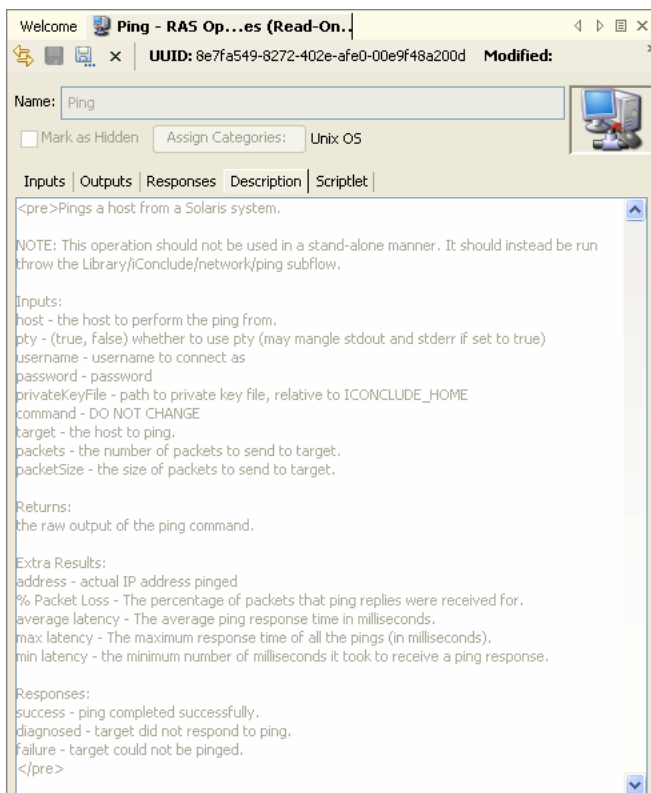 Welcome Ping - RAS Op...es (Read-On..
UUID: 8e7fa549-8272-402e-afe0-00e9f48a200d Modified:
Name: Ping
Mark as Hidden Assign Categories: Unix OS
Inputs Outputs Responses Description Scriptlet
<pre>Pings a host from a Solaris system.
NOTE: This operation should not be used in a stand-alone manner. It should instead be run
throw the Library/iConclude/network/ping subflow.
Inputs:
host - the host to perform the ping from.
pty - (true, false) whether to use pty (may mangle stdout and stderr if set to true)
username - username to connect as
password - password
privateKeyFile - path to private key file, relative to ICONCLUDE_HOME
command - DO NOT CHANGE
target - the host to ping.
packets - the number of packets to send to target.
packetSize - the size of packets to send to target.
Returns:
the raw output of the ping command.
Extra Results:
address - actual IP address pinged
% Packet Loss - The percentage of packets that ping replies were received for.
average latency - The average ping response time in milliseconds.
max latency - The maximum response time of all the pings (in milliseconds).
min latency - the minimum number of milliseconds it took to receive a ping response.
Responses:
success - ping completed successfully.
diagnosed - target did not respond to ping.
failure - target could not be pinged.
</pre>